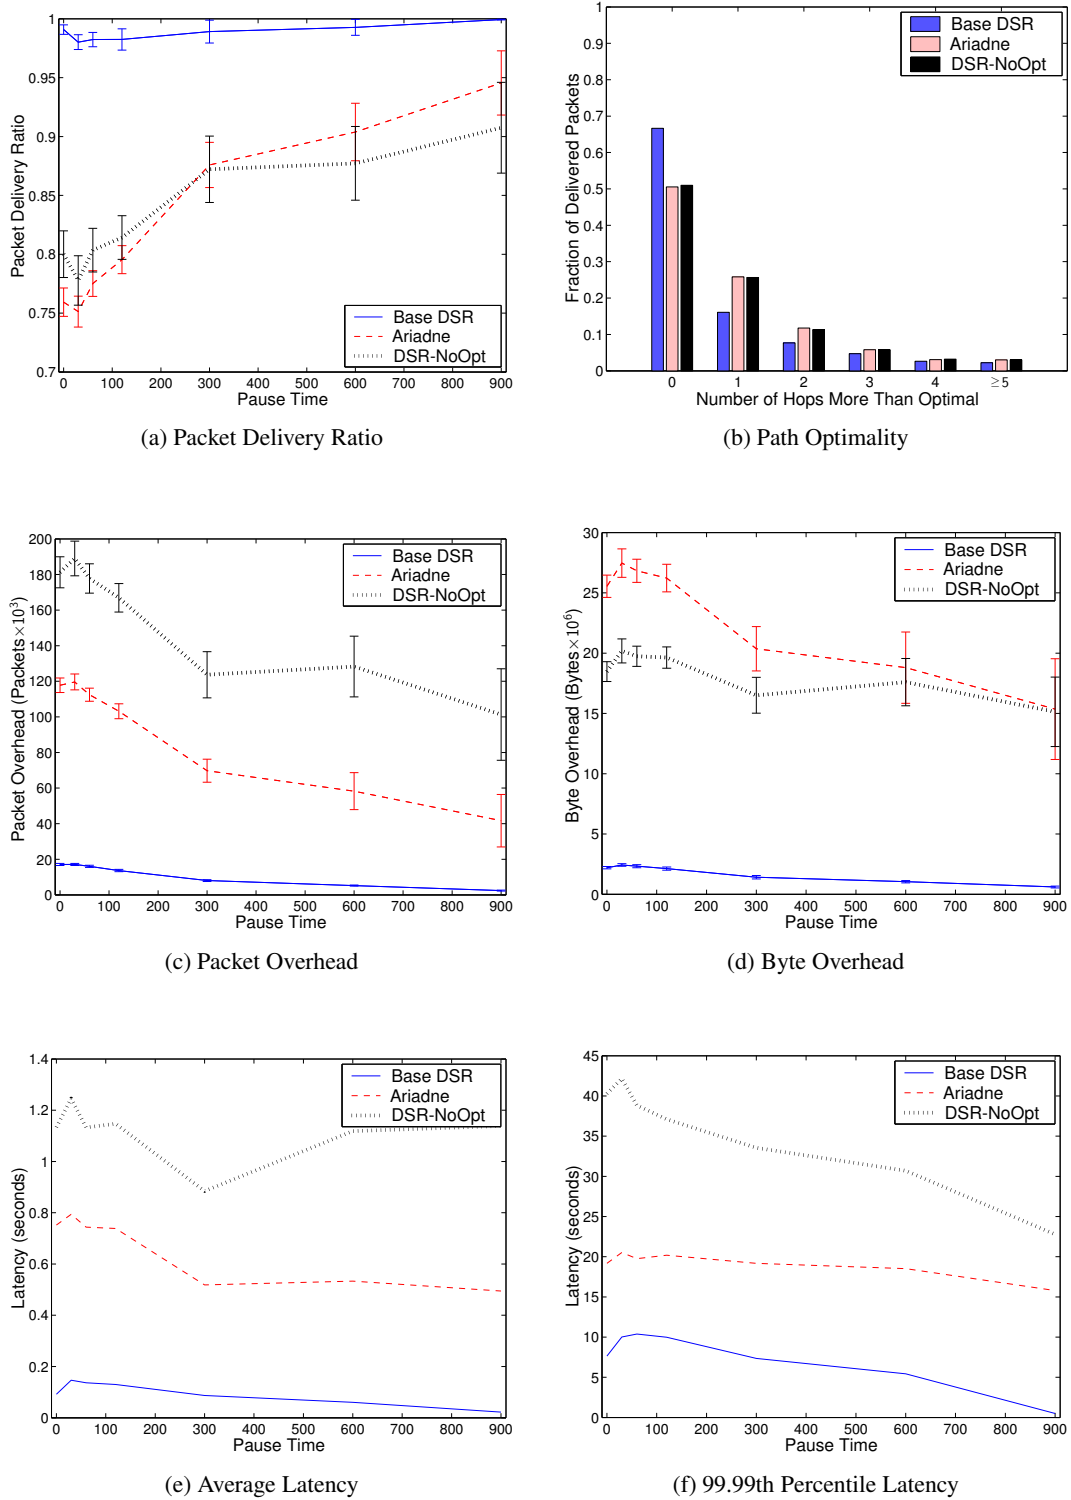 1
0.95
0.9
0.85
0.8
0.75
0.7
Packet Delivery Ratio
0 100 200 300 400 500 600 700 800 900
Pause Time
Base DSR
Ariadne
DSR-NoOpt
(a) Packet Delivery Ratio
1
0.9
0.8
0.7
0.6
0.5
0.4
0.3
0.2
0.1
0
Fraction of Delivered Packets
0 1 2 3 4 ≥5
Number of Hops More Than Optimal
Base DSR
Ariadne
DSR-NoOpt
(b) Path Optimality
200
180
160
140
120
100
80
60
40
20
0
Packet Overhead (Packets×10³)
0 100 200 300 400 500 600 700 800 900
Pause Time
Base DSR
Ariadne
DSR-NoOpt
(c) Packet Overhead
30
25
20
15
10
5
0
Byte Overhead (Bytes×10⁶)
0 100 200 300 400 500 600 700 800 900
Pause Time
Base DSR
Ariadne
DSR-NoOpt
(d) Byte Overhead
1.4
1.2
1
0.8
0.6
0.4
0.2
0
Latency (seconds)
0 100 200 300 400 500 600 700 800 900
Pause Time
Base DSR
Ariadne
DSR-NoOpt
(e) Average Latency
45
40
35
30
25
20
15
10
5
0
Latency (seconds)
0 100 200 300 400 500 600 700 800 900
Pause Time
Base DSR
Ariadne
DSR-NoOpt
(f) 99.99th Percentile Latency